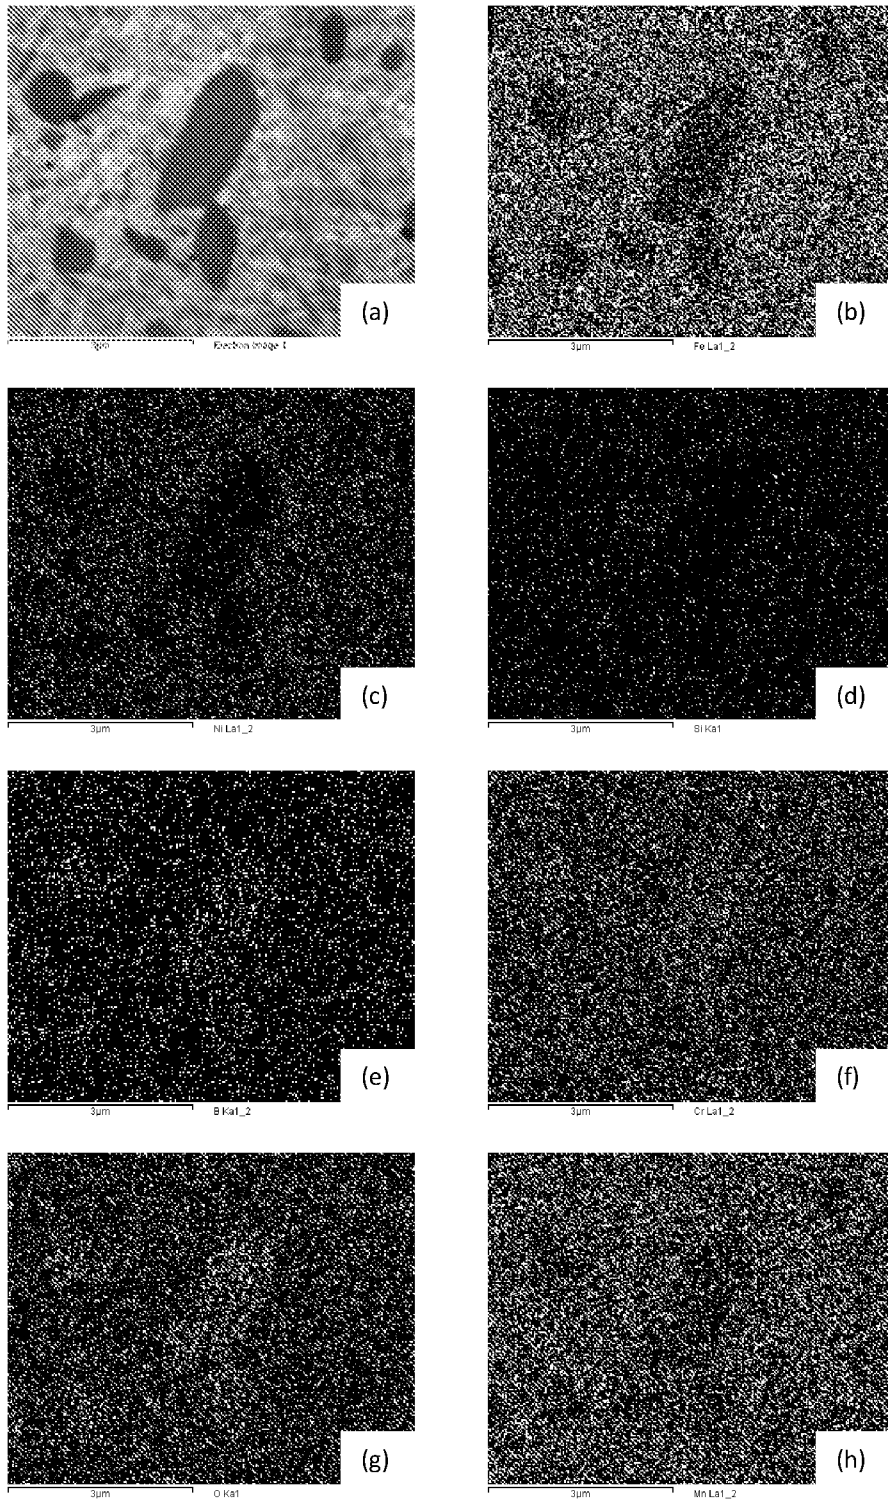 (a)
(b)
3µm Electron Image 1
3µm Fe La1_2
(c)
(d)
3µm Ni La1_2
3µm Si Ka1
(e)
(f)
3µm B Ka1_2
3µm Cr La1_2
(g)
(h)
3µm O Ka1
3µm Mn La1_2